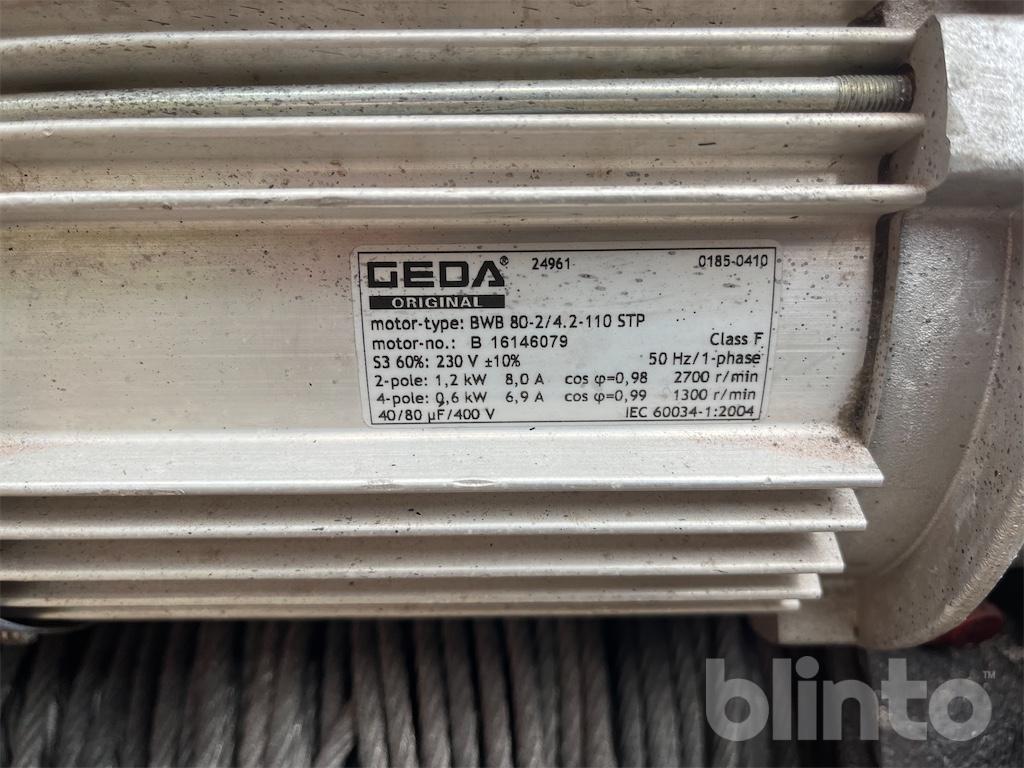 GEDA® 24961 0185-0410
ORIGINAL
motor-type: BWB 80-2/4.2-110 STP
motor-no.: B 16146079 Class F
S3 60%: 230 V ±10% 50 Hz/1-phase
2-pole: 1,2 kW 8,0 A cos φ=0,98 2700 r/min
4-pole: 0,6 kW 6,9 A cos φ=0,99 1300 r/min
40/80 µF/400 V IEC 60034-1:2004
blinto™